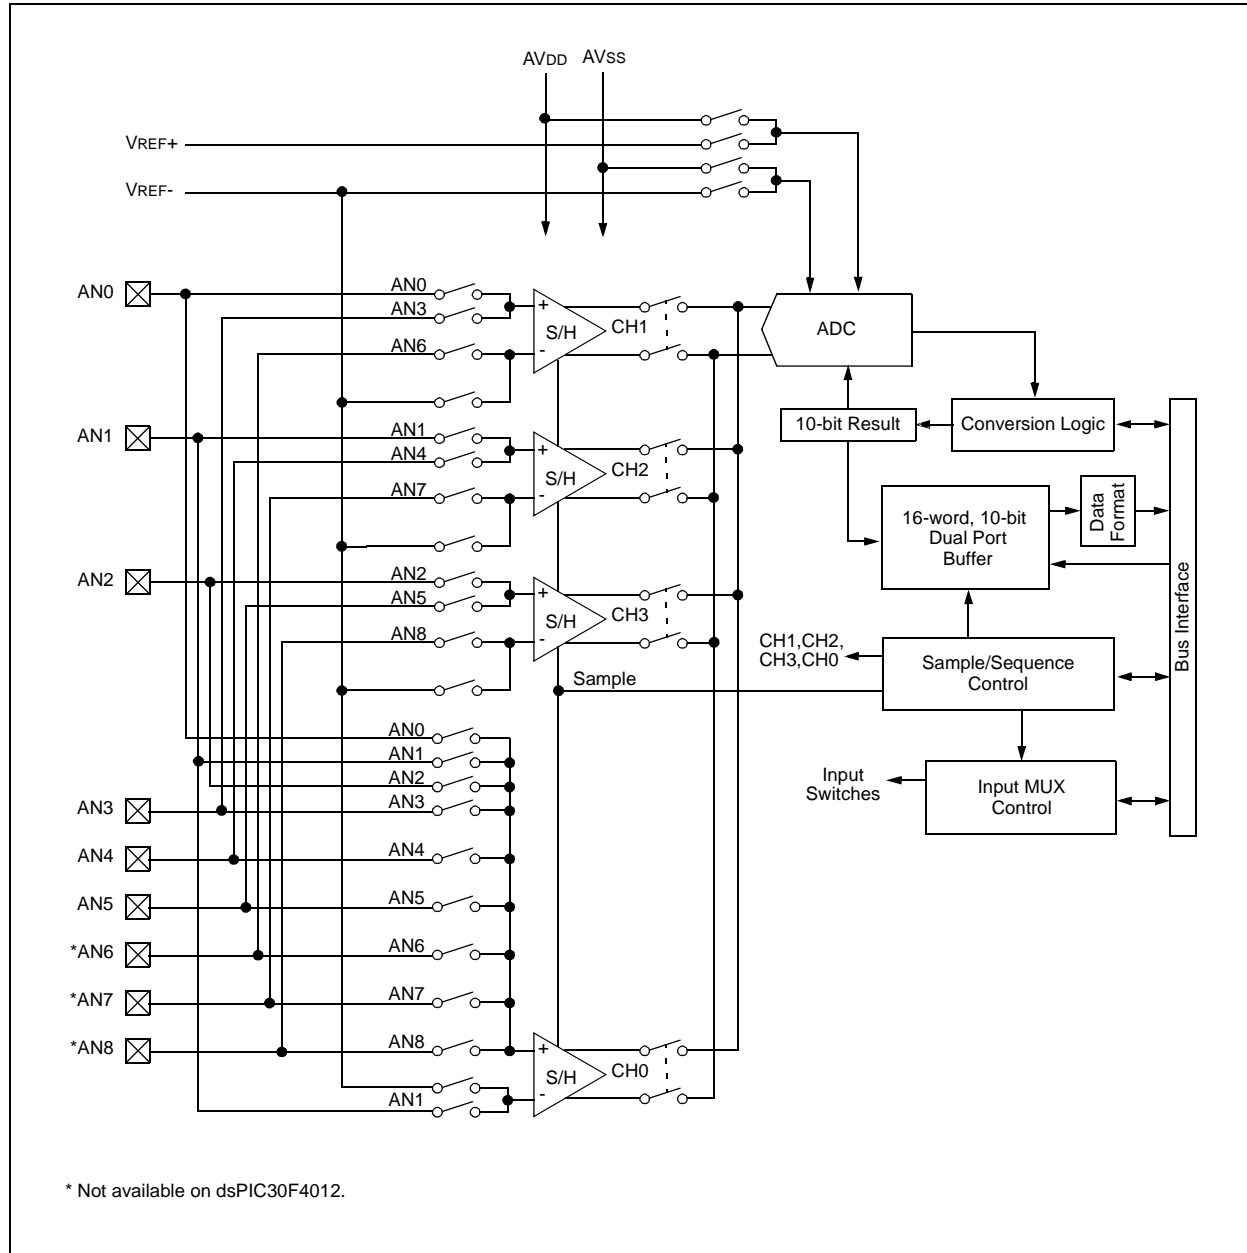 AVDD AVSS
VREF+
VREF-
AN0
AN0
AN3
AN6
+
-
S/H
CH1
ADC
10-bit Result
Conversion Logic
AN1
AN1
AN4
AN7
+
-
S/H
CH2
16-word, 10-bit
Dual Port
Buffer
Data
Format
Bus Interface
AN2
AN2
AN5
AN8
+
-
S/H
CH3
CH1,CH2,
CH3,CH0
Sample/Sequence
Control
Sample
Input
Switches
Input MUX
Control
AN0
AN1
AN2
AN3
AN3
AN4
AN4
AN5
AN5
*AN6
AN6
*AN7
AN7
*AN8
AN8
AN1
+
-
S/H
CH0
* Not available on dsPIC30F4012.